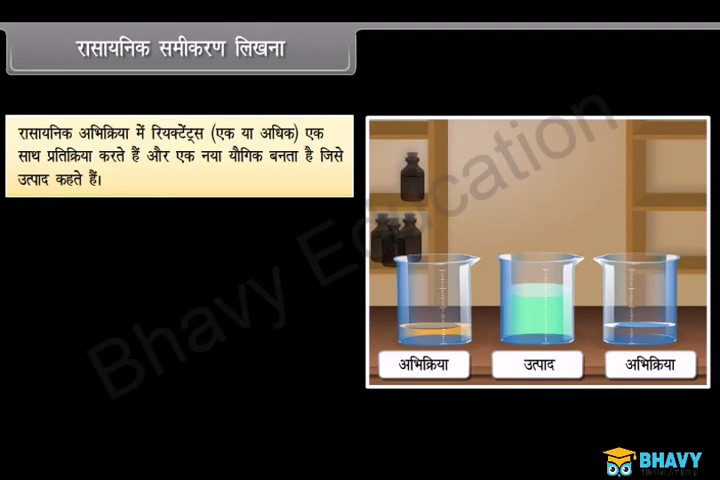 रासायनिक समीकरण लिखना
रासायनिक अभिक्रिया में रियक्टेंट्स (एक या अधिक) एक
साथ प्रतिक्रिया करते हैं और एक नया यौगिक बनता है जिसे
उत्पाद कहते हैं।
Bhavy Education
अभिक्रिया
उत्पाद
अभिक्रिया
BHAVY
EDUCATION